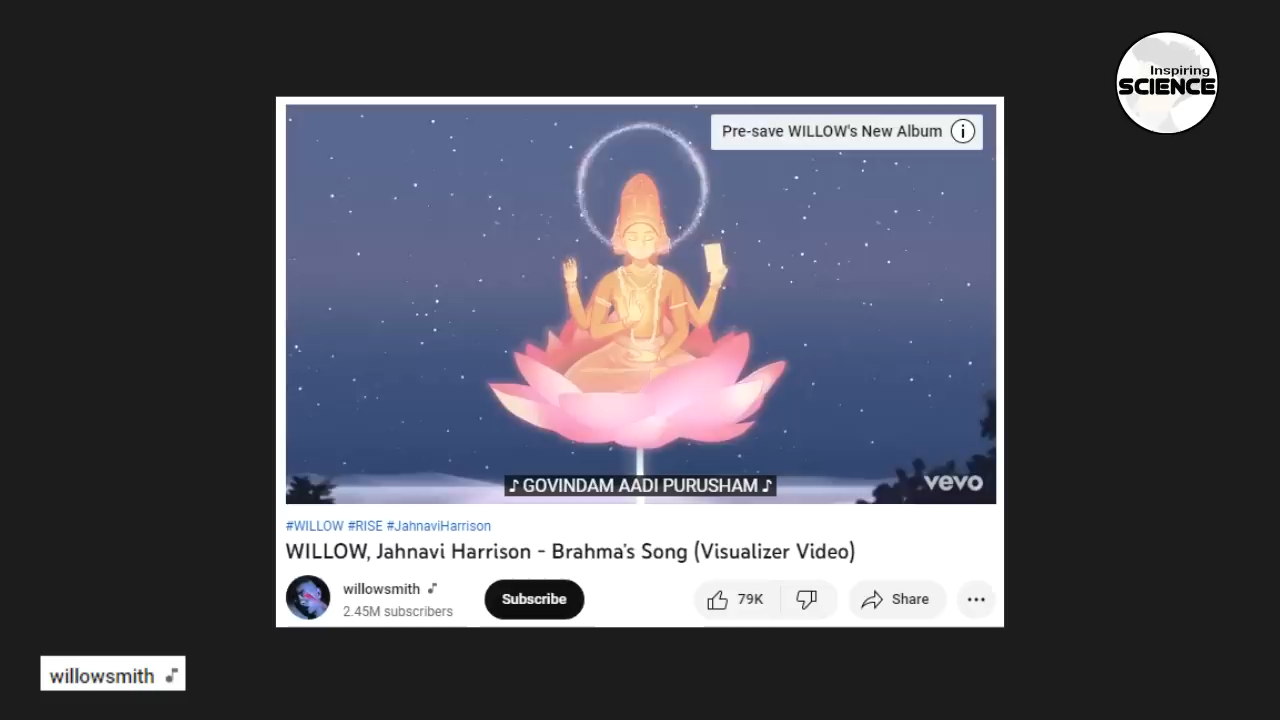 Inspiring
SCIENCE
Pre-save WILLOW's New Album
♪ GOVINDAM AADI PURUSHAM ♪
vevo
#WILLOW #RISE #JahnaviHarrison
WILLOW, Jahnavi Harrison - Brahma's Song (Visualizer Video)
willowsmith
2.45M subscribers
Subscribe
79K
Share
willowsmith